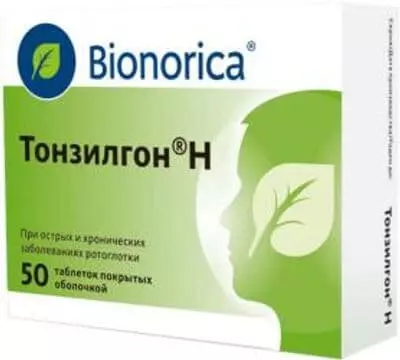 Bionorica®
Тонзилгон®Н
При острых и хронических
заболеваниях ротоглотки
50 таблеток покрытых
оболочкой
Тонзилгон®Н